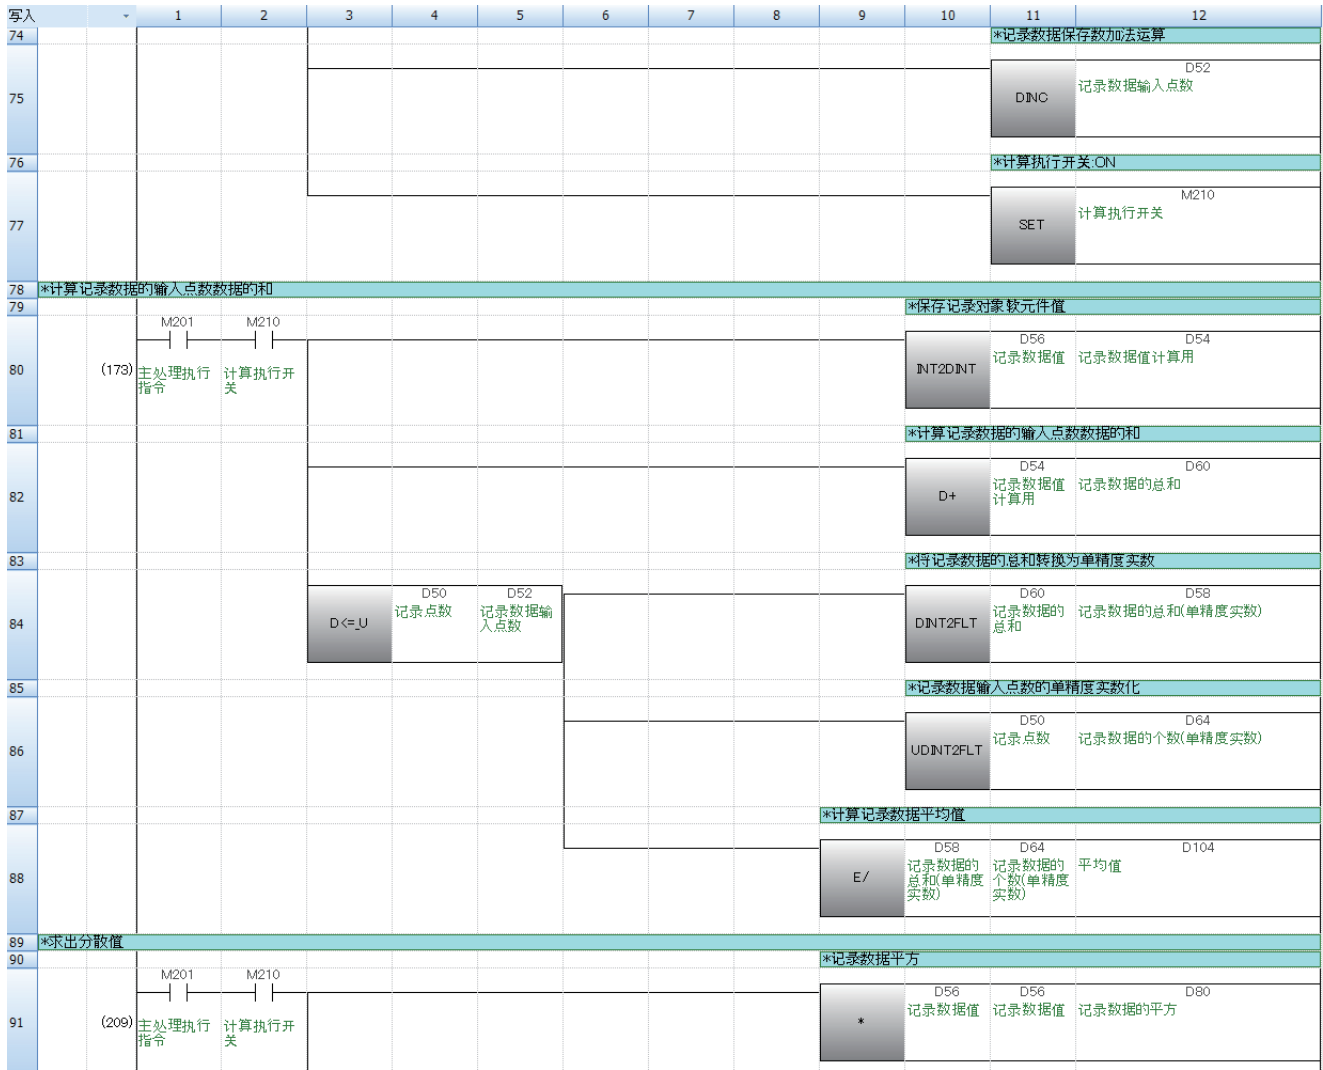 写入 1 2 3 4 5 6 7 8 9 10 11 12
74 *记录数据保存数加法运算
D52
75 DINC 记录数据输入点数
76 *计算执行开关:ON
M210
77 SET 计算执行开关
78 *计算记录数据的输入点数数据的和
79 *保存记录对象软元件值
M201 M210 D56 D54
80 (173) 主处理执行指令 计算执行开关 INT2DINT 记录数据值 记录数据值计算用
81 *计算记录数据的输入点数数据的和
D54 D60
82 D+ 记录数据值计算用 记录数据的总和
83 *将记录数据的总和转换为单精度实数
D50 D52 D60 D58
84 D<=_U 记录点数 记录数据输入点数 DINT2FLT 记录数据的总和 记录数据的总和(单精度实数)
85 *记录数据输入点数的单精度实数化
D50 D64
86 UDINT2FLT 记录点数 记录数据的个数(单精度实数)
87 *计算记录数据平均值
D58 D64 D104
88 E/ 记录数据的总和(单精度实数) 记录数据的个数(单精度实数) 平均值
89 *求出分散值
90 *记录数据平方
M201 M210 D56 D56 D80
91 (209) 主处理执行指令 计算执行开关 * 记录数据值 记录数据值 记录数据的平方